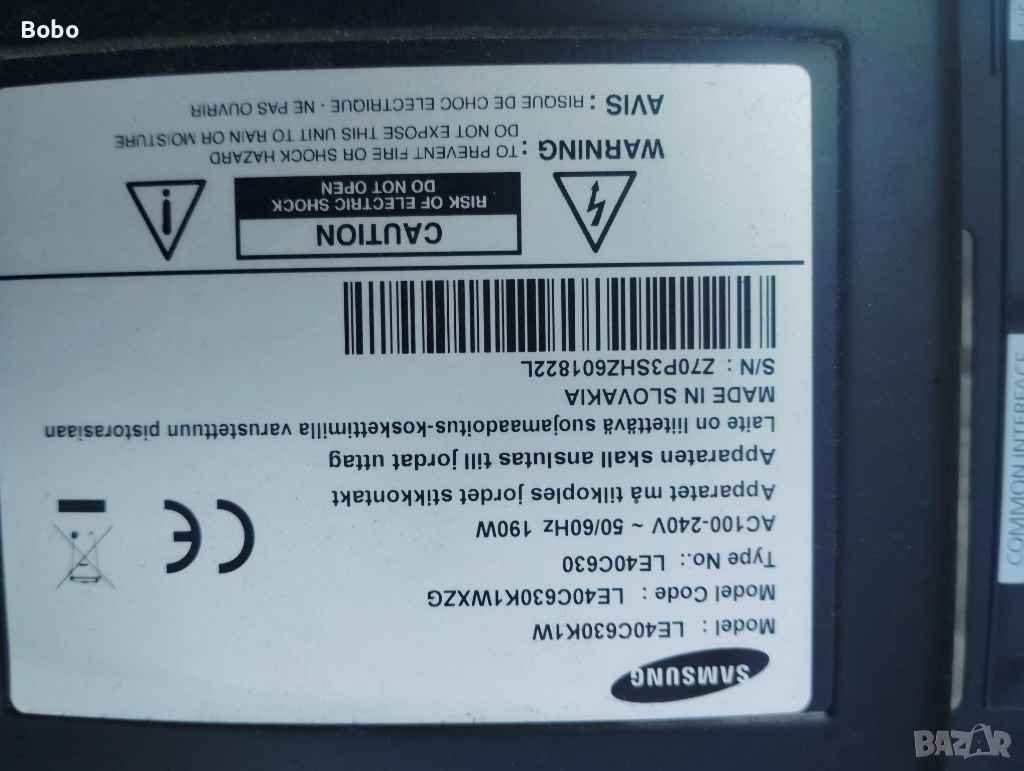 Bobo
SAMSUNG
Model : LE40C630K1W
Model Code : LE40C630K1WXZG
Type No.: LE40C630
AC100-240V ~ 50/60Hz 190W
Apparatet må tilkoples jordet stikkontakt
Apparaten skall anslutas till jordat uttag
Laite on liitettävä suojamaadoitus-koskettimilla varustettuun pistorasiaan
MADE IN SLOVAKIA
S/N : Z70P3SHZ601822L
CE
CAUTION
RISK OF ELECTRIC SHOCK
DO NOT OPEN
WARNING : TO PREVENT FIRE OR SHOCK HAZARD
DO NOT EXPOSE THIS UNIT TO RAIN OR MOISTURE
AVIS : RISQUE DE CHOC ELECTRIQUE - NE PAS OUVRIR
COMMON INTERFACE
BAZAR